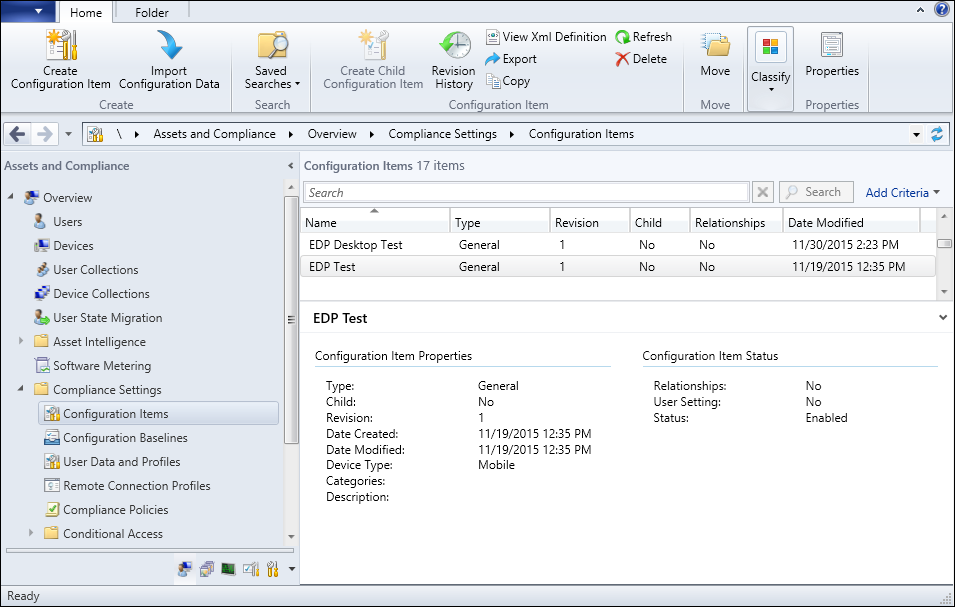 Home Folder
Create Configuration Item
Import Configuration Data
Create
Saved Searches
Search
Create Child Configuration Item
Revision History
View Xml Definition
Export
Copy
Refresh
Delete
Configuration Item
Move
Move
Classify
Properties
Properties
\ Assets and Compliance Overview Compliance Settings Configuration Items
Assets and Compliance
Overview
Users
Devices
User Collections
Device Collections
User State Migration
Asset Intelligence
Software Metering
Compliance Settings
Configuration Items
Configuration Baselines
User Data and Profiles
Remote Connection Profiles
Compliance Policies
Conditional Access
Configuration Items 17 items
Search Search Add Criteria
Name Type Revision Child Relationships Date Modified
EDP Desktop Test General 1 No No 11/30/2015 2:23 PM
EDP Test General 1 No No 11/19/2015 12:35 PM
EDP Test
Configuration Item Properties
Type: General
Child: No
Revision: 1
Date Created: 11/19/2015 12:35 PM
Date Modified: 11/19/2015 12:35 PM
Device Type: Mobile
Categories:
Description:
Configuration Item Status
Relationships: No
User Setting: No
Status: Enabled
Ready